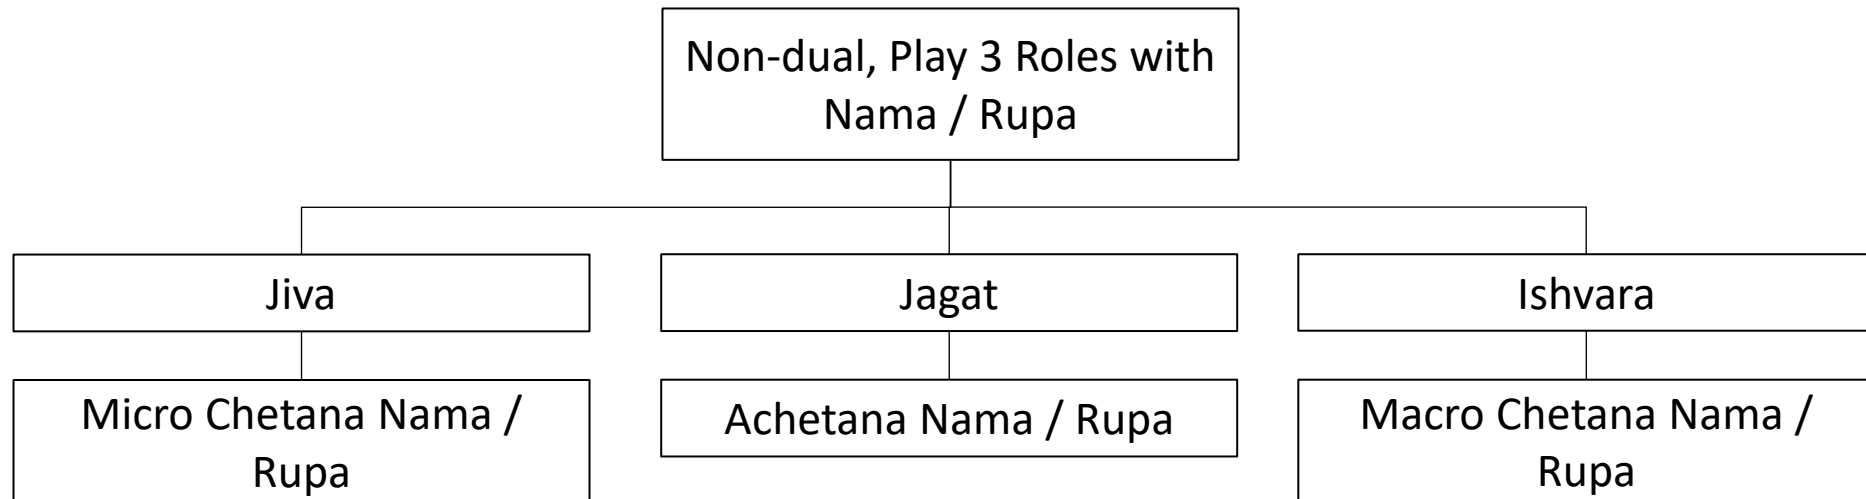 Non-dual, Play 3 Roles with
Nama / Rupa
Jiva
Jagat
Ishvara
Micro Chetana Nama /
Rupa
Achetana Nama / Rupa
Macro Chetana Nama /
Rupa